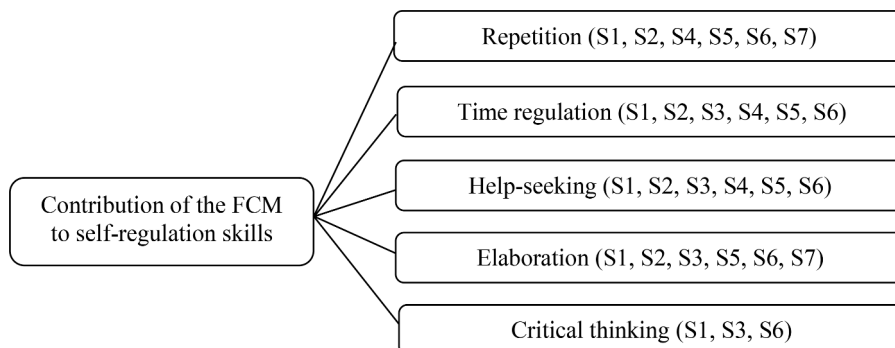 Repetition (S1, S2, S4, S5, S6, S7)
Time regulation (S1, S2, S3, S4, S5, S6)
Help-seeking (S1, S2, S3, S4, S5, S6)
Contribution of the FCM
to self-regulation skills
Elaboration (S1, S2, S3, S5, S6, S7)
Critical thinking (S1, S3, S6)